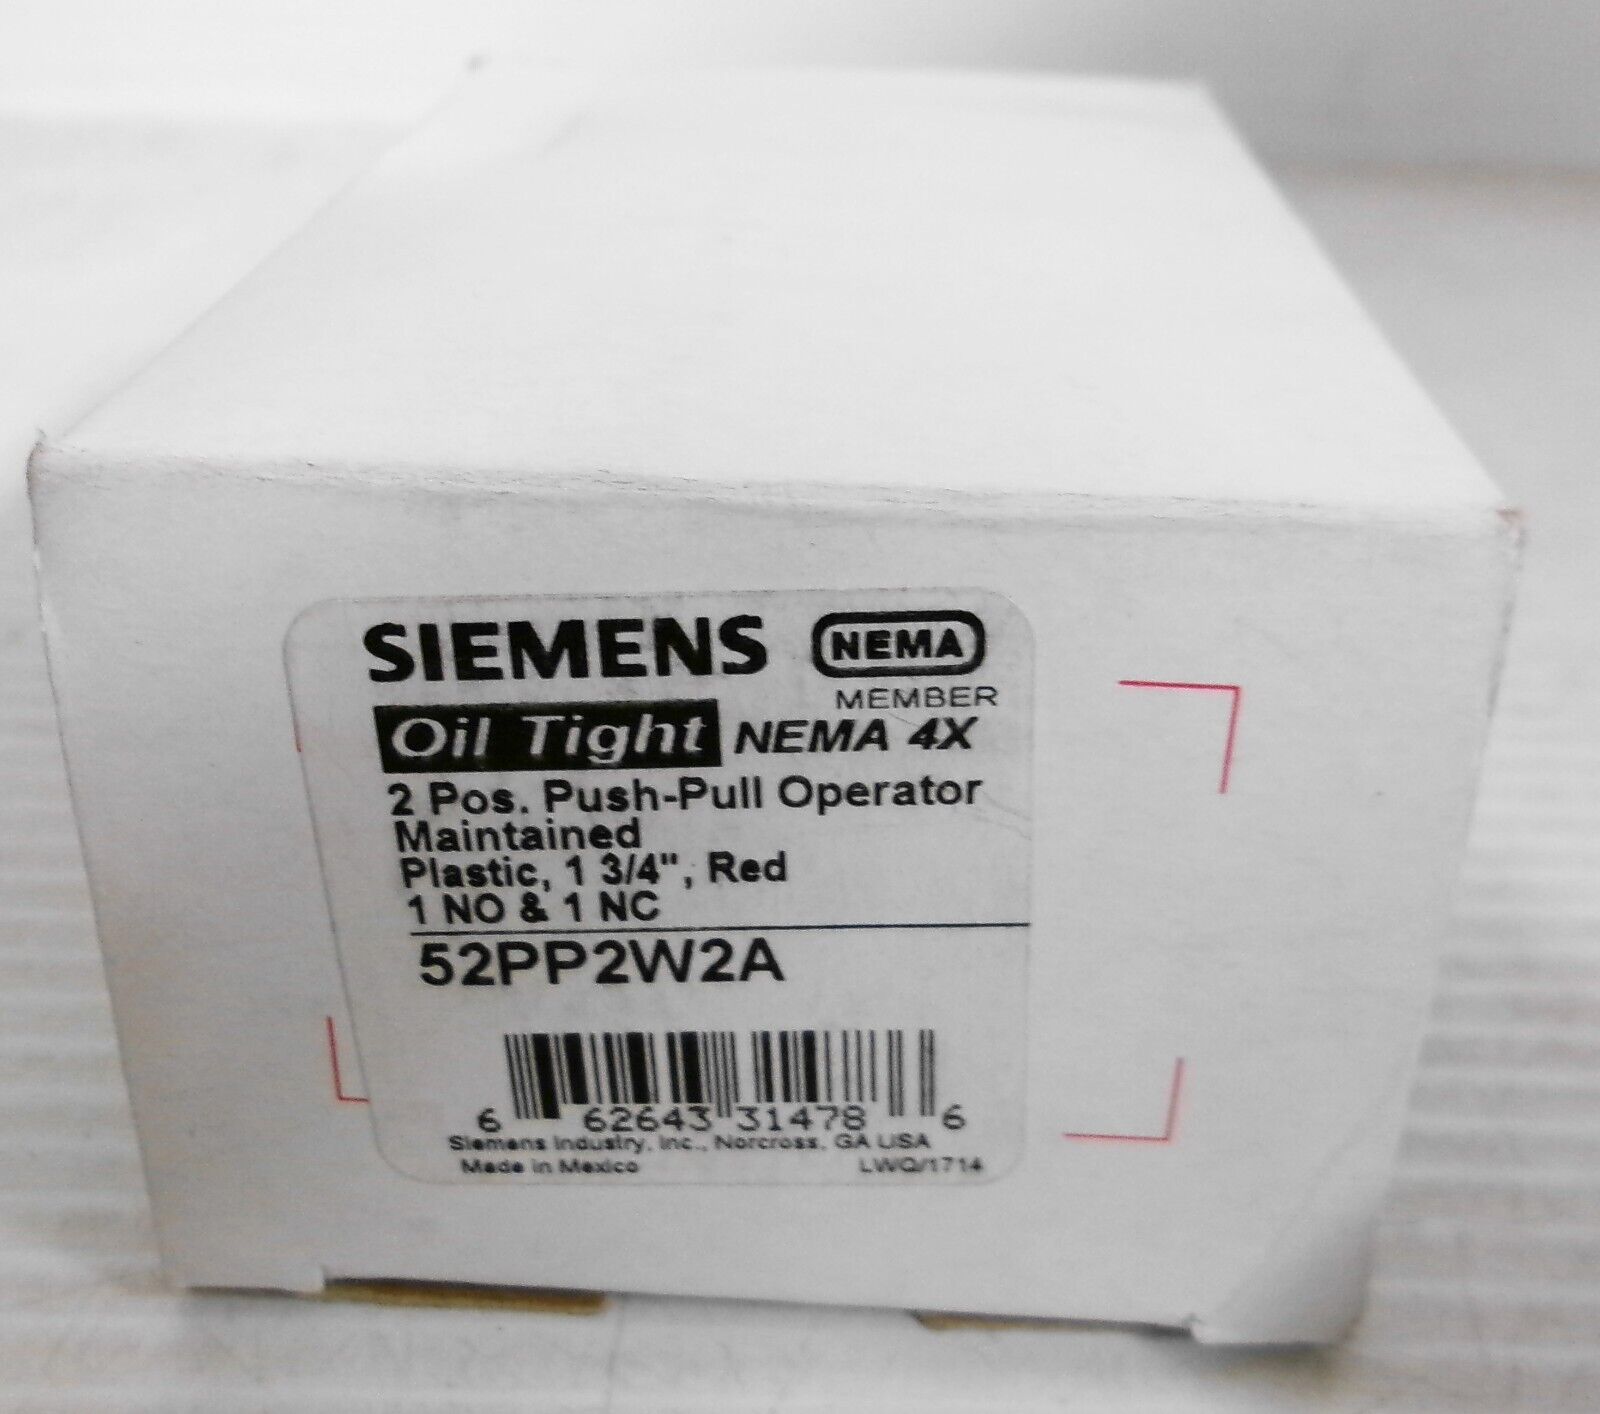 SIEMENS NEMA
MEMBER
Oil Tight NEMA 4X
2 Pos. Push-Pull Operator
Maintained
Plastic, 1 3/4", Red
1 NO & 1 NC
52PP2W2A
6 62643 31478 6
Siemens Industry, Inc., Norcross, GA USA
Made in Mexico LWQ/1714